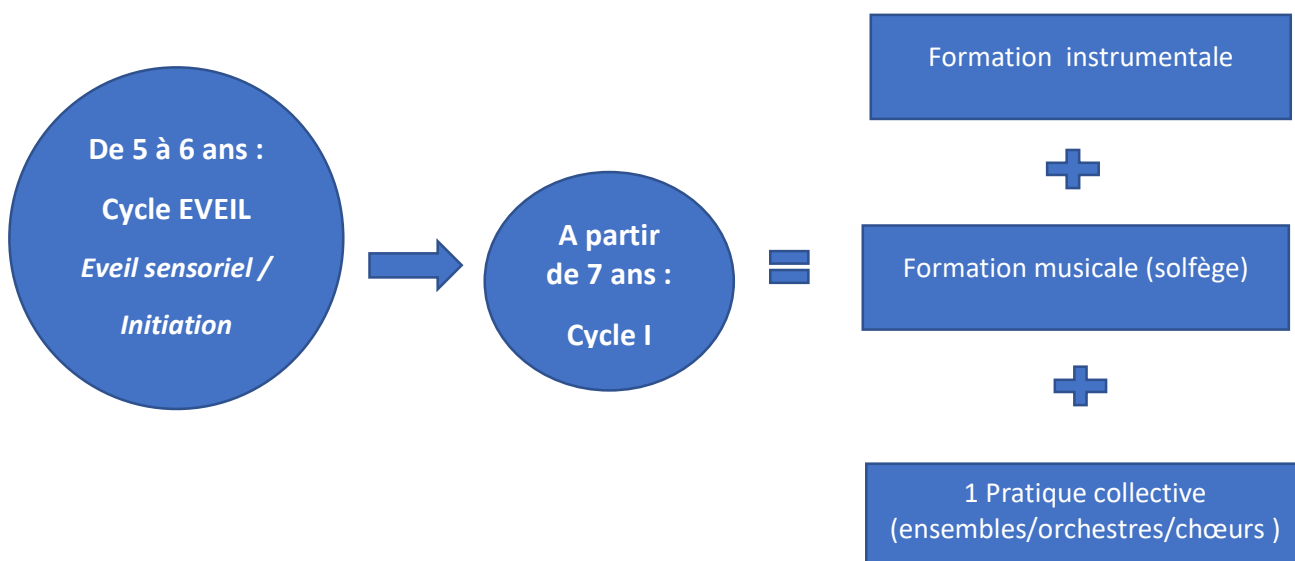 De 5 à 6 ans :
Cycle EVEIL
Eveil sensoriel /
Initiation
A partir
de 7 ans :
Cycle I
Formation instrumentale
Formation musicale (solfège)
1 Pratique collective
(ensembles/orchestres/chœurs )